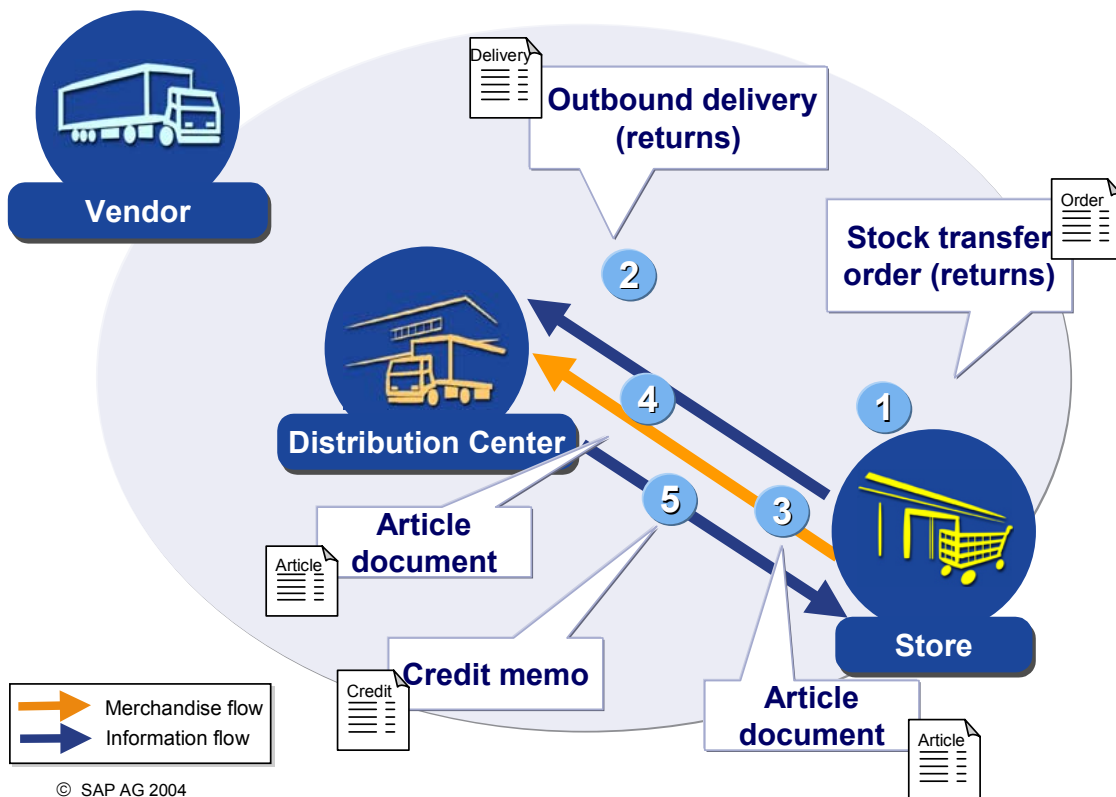 Delivery
Outbound delivery
(returns)
Vendor
Order
Stock transfer
order (returns)
2
1
4
Distribution Center
5
3
Article
document
Article
Store
Credit memo
Credit
Article
document
Article
Merchandise flow
Information flow
© SAP AG 2004